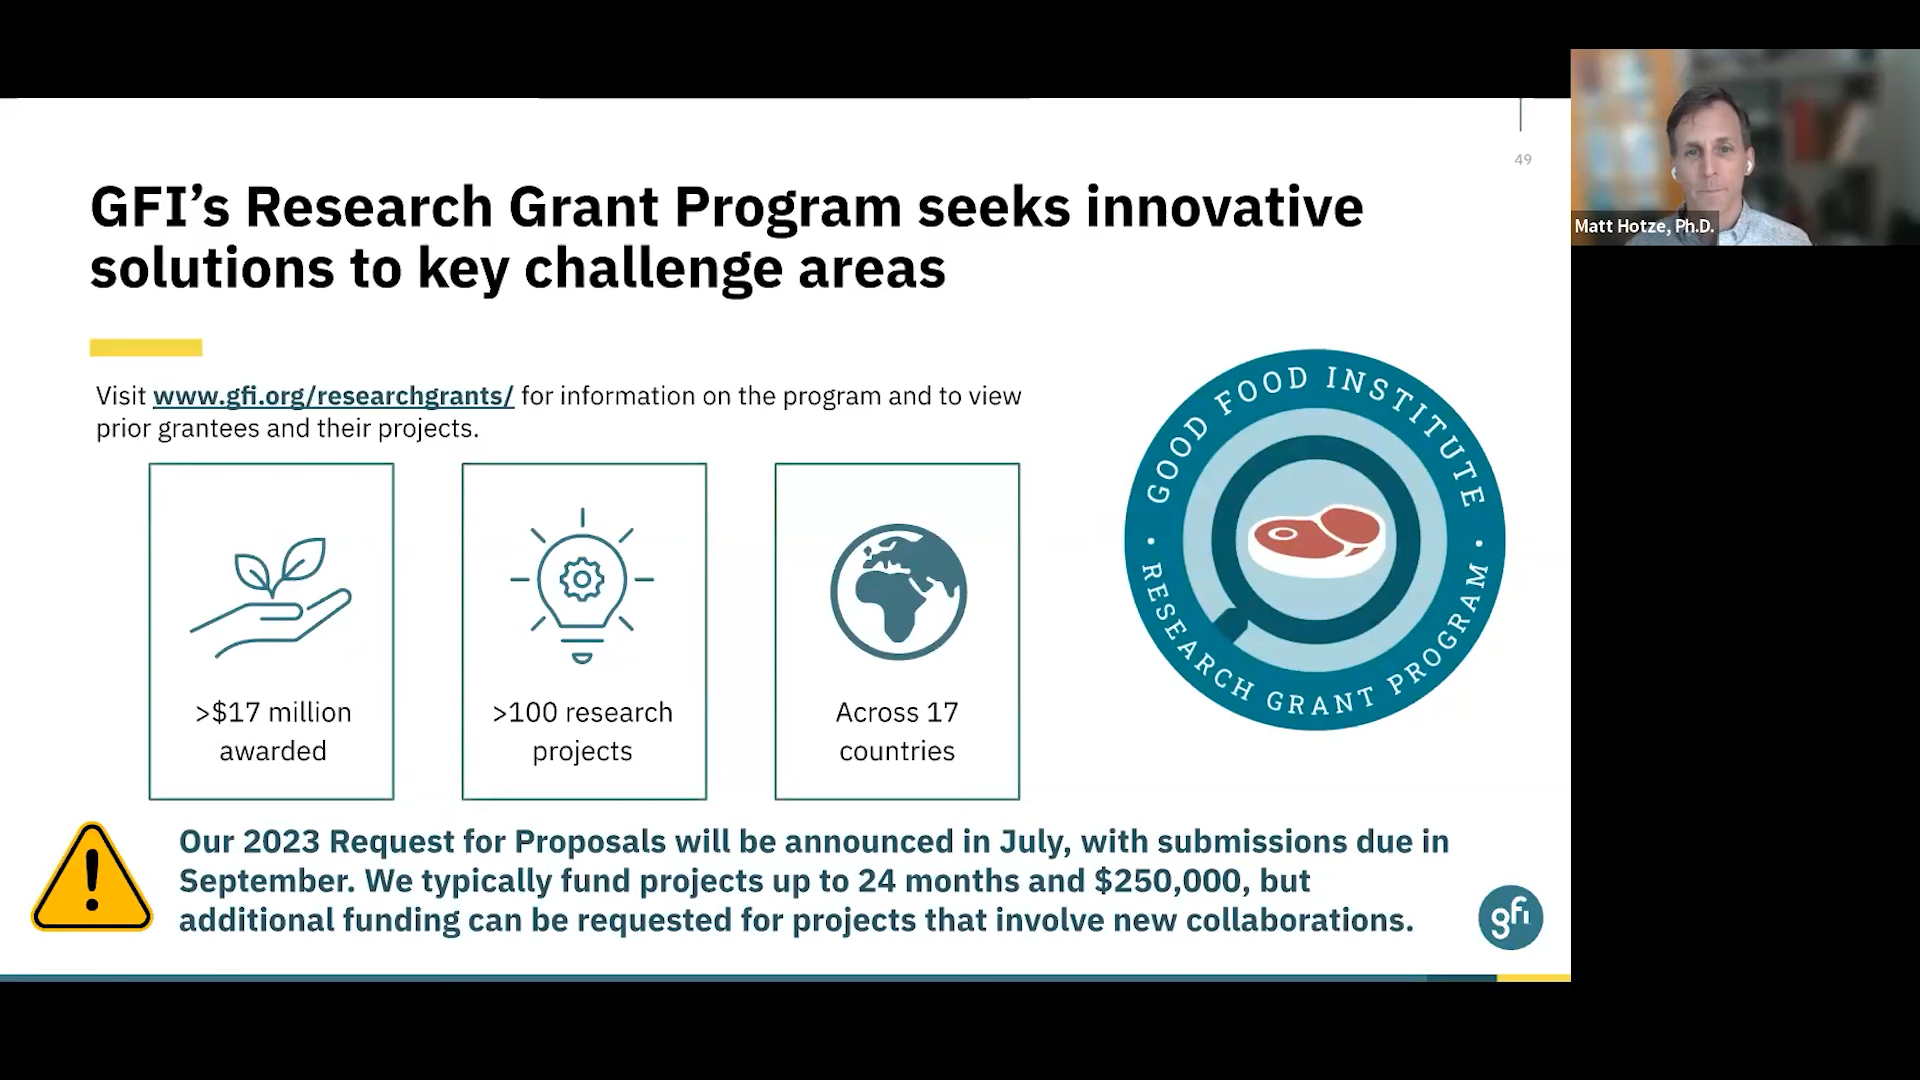 49
GFI’s Research Grant Program seeks innovative
solutions to key challenge areas
Visit www.gfi.org/researchgrants/ for information on the program and to view
prior grantees and their projects.
>$17 million
awarded
>100 research
projects
Across 17
countries
GOOD FOOD INSTITUTE
• RESEARCH GRANT PROGRAM •
Our 2023 Request for Proposals will be announced in July, with submissions due in
September. We typically fund projects up to 24 months and $250,000, but
additional funding can be requested for projects that involve new collaborations.
gfi
Matt Hotze, Ph.D.